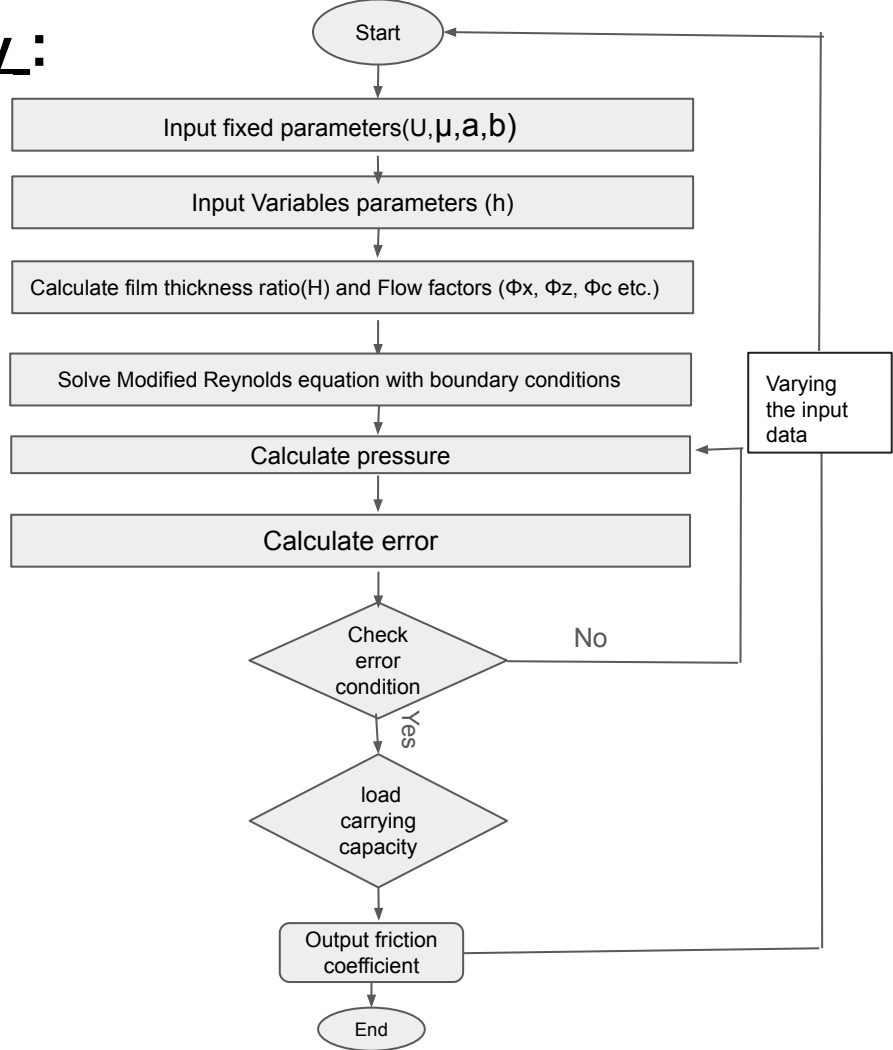 y :
Start
Input fixed parameters(U,μ,a,b)
Input Variables parameters (h)
Calculate film thickness ratio(H) and Flow factors (Φx, Φz, Φc etc.)
Solve Modified Reynolds equation with boundary conditions
Varying
the input
data
Calculate pressure
Calculate error
Check
error
condition
No
Yes
load
carrying
capacity
Output friction
coefficient
End